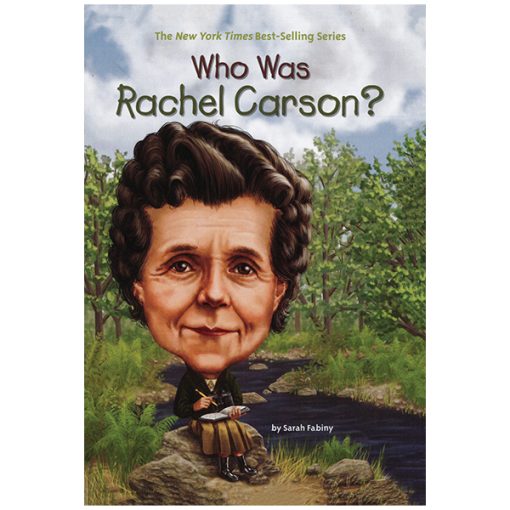 The New York Times Best-Selling Series
Who Was
Rachel Carson?
by Sarah Fabiny